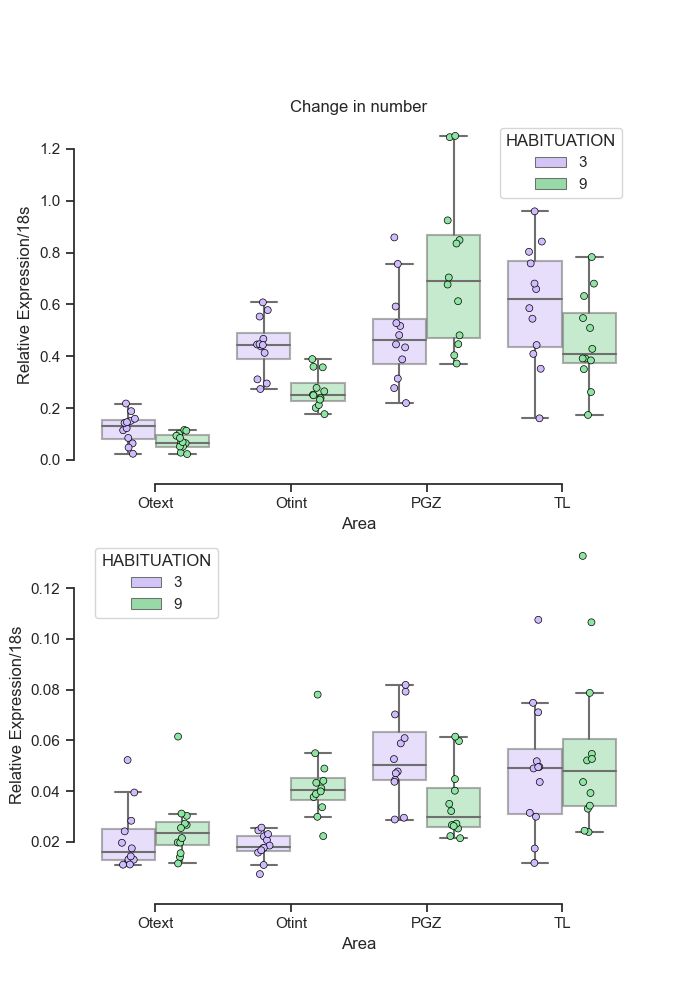 Change in number
HABITUATION
3
9
Relative Expression/18s
1.2
1.0
0.8
0.6
0.4
0.2
0.0
Otext Otint PGZ TL
Area
HABITUATION
3
9
Relative Expression/18s
0.12
0.10
0.08
0.06
0.04
0.02
Otext Otint PGZ TL
Area